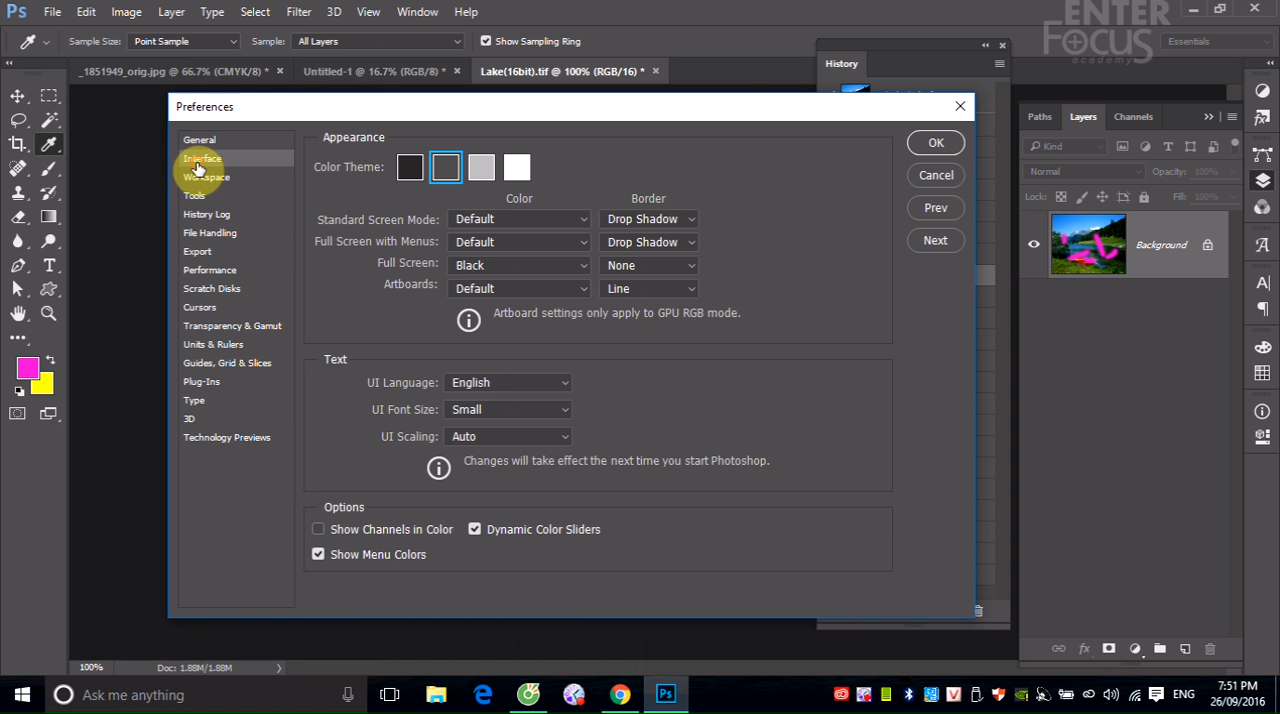 Ps File Edit Image Layer Type Select Filter 3D View Window Help
ENTER
FOCUS
academy
Sample Size: Point Sample Sample: All Layers Show Sampling Ring Essentials
_1851949_orig.jpg @ 66.7% (CMYK/8) * × Untitled-1 @ 16.7% (RGB/8) * × Lake(16bit).tif @ 100% (RGB/16) * ×
History
Preferences
Paths Layers Channels
Kind
Normal Opacity: 100%
Lock: Fill: 100%
Background
General
Interface
Workspace
Tools
History Log
File Handling
Export
Performance
Scratch Disks
Cursors
Transparency & Gamut
Units & Rulers
Guides, Grid & Slices
Plug-Ins
Type
3D
Technology Previews
Appearance
Color Theme:
Color Border
Standard Screen Mode: Default Drop Shadow
Full Screen with Menus: Default Drop Shadow
Full Screen: Black None
Artboards: Default Line
Artboard settings only apply to GPU RGB mode.
Text
UI Language: English
UI Font Size: Small
UI Scaling: Auto
Changes will take effect the next time you start Photoshop.
Options
Show Channels in Color Dynamic Color Sliders
Show Menu Colors
OK
Cancel
Prev
Next
100% Doc: 1.88M/1.88M
Ask me anything
Ps
ENG
7:51 PM
26/09/2016